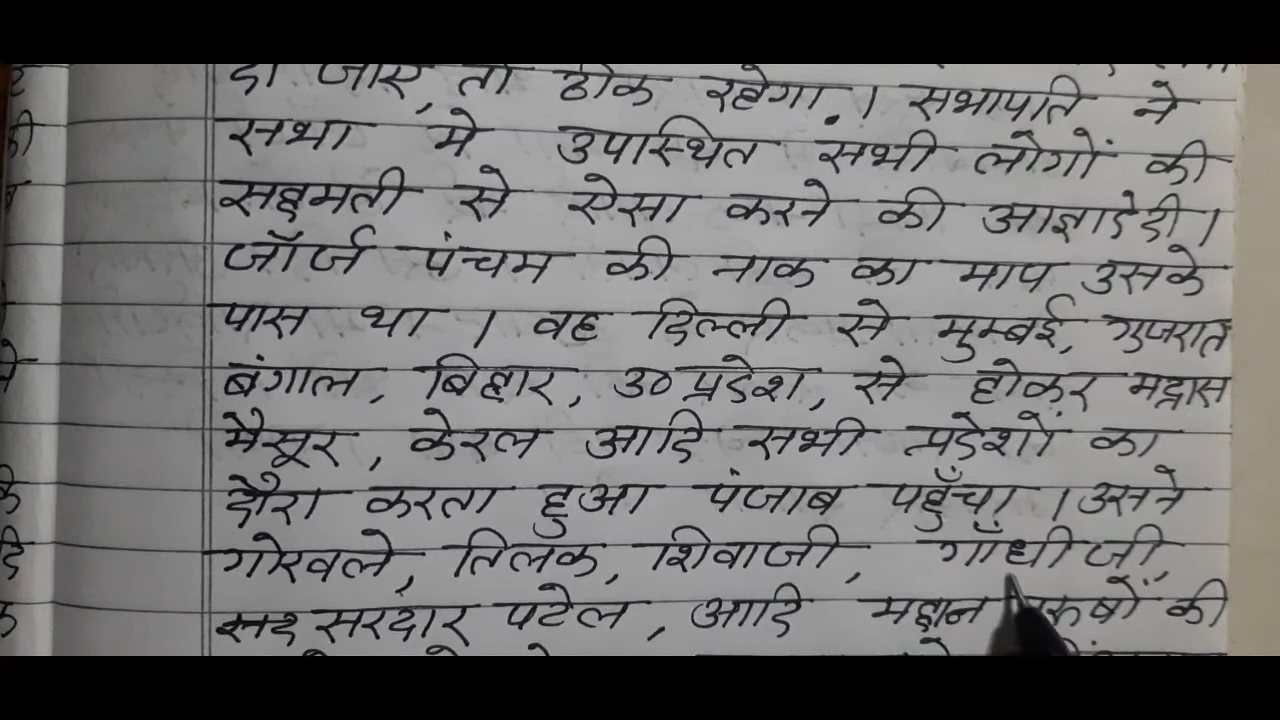 दी जाए, तो ठीक रहेगा। सभापति ने
सभा मे उपस्थित सभी लोगों की
सहमती से ऐसा करने की आज्ञादेदी।
जॉर्ज पंचम की नाक का माप उसके
पास था । वह दिल्ली से मुम्बई, गुजरात
बंगाल, बिहार, उ० प्रदेश, से होकर मद्रास
मैसूर, केरल आदि सभी प्रदेशों का
दौरा करता हुआ पंजाब पहुँचा । उसने
गोखले, तिलक, शिवाजी, गाँधीजी,
सरदार पटेल, आदि महान की